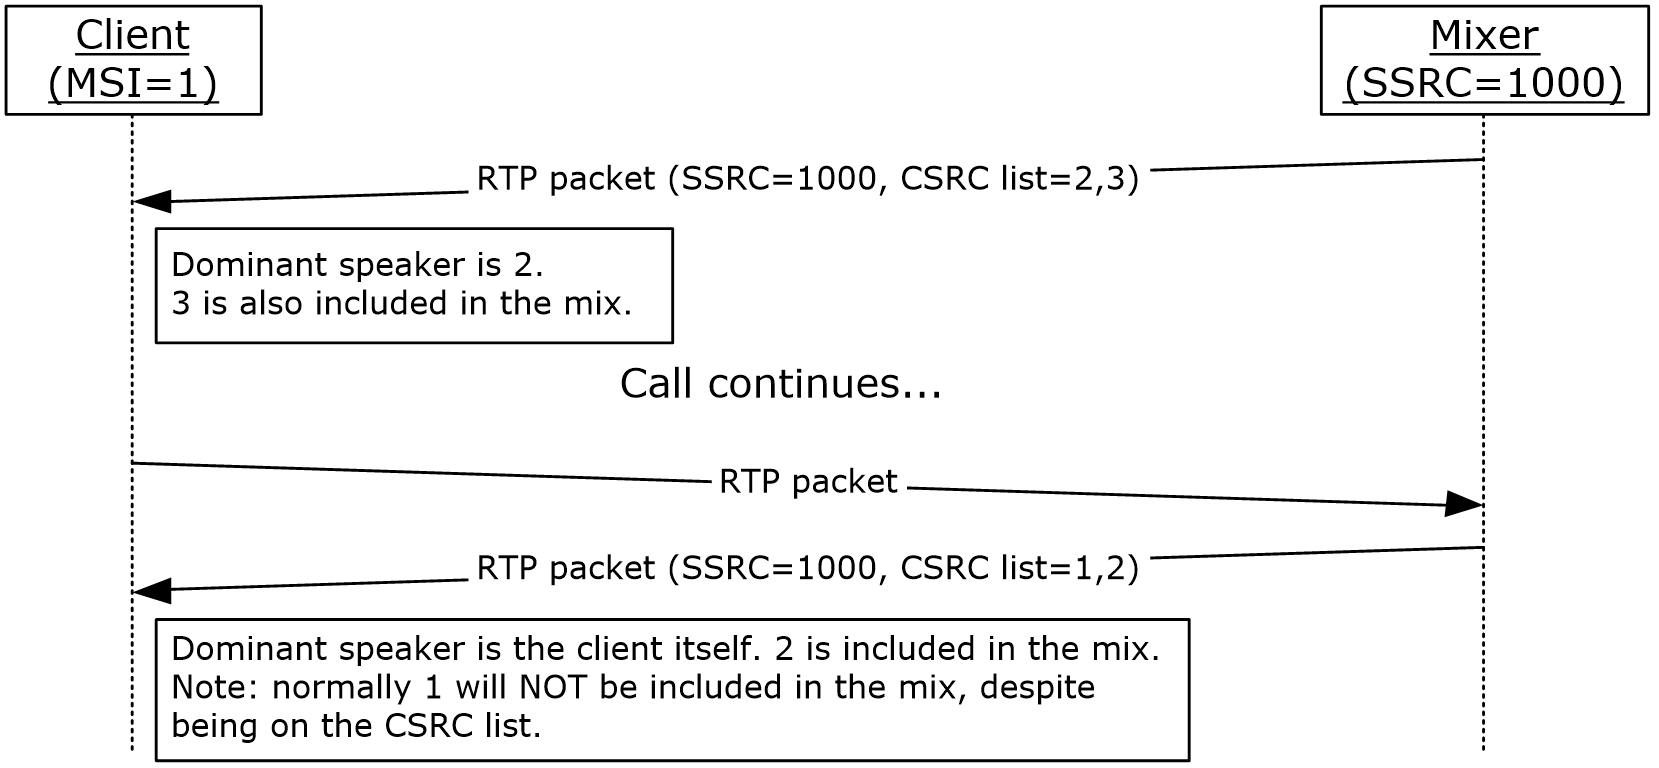 Client
(MSI=1)
Mixer
(SSRC=1000)
RTP packet (SSRC=1000, CSRC list=2,3)
Dominant speaker is 2.
3 is also included in the mix.
Call continues...
RTP packet
RTP packet (SSRC=1000, CSRC list=1,2)
Dominant speaker is the client itself. 2 is included in the mix.
Note: normally 1 will NOT be included in the mix, despite
being on the CSRC list.